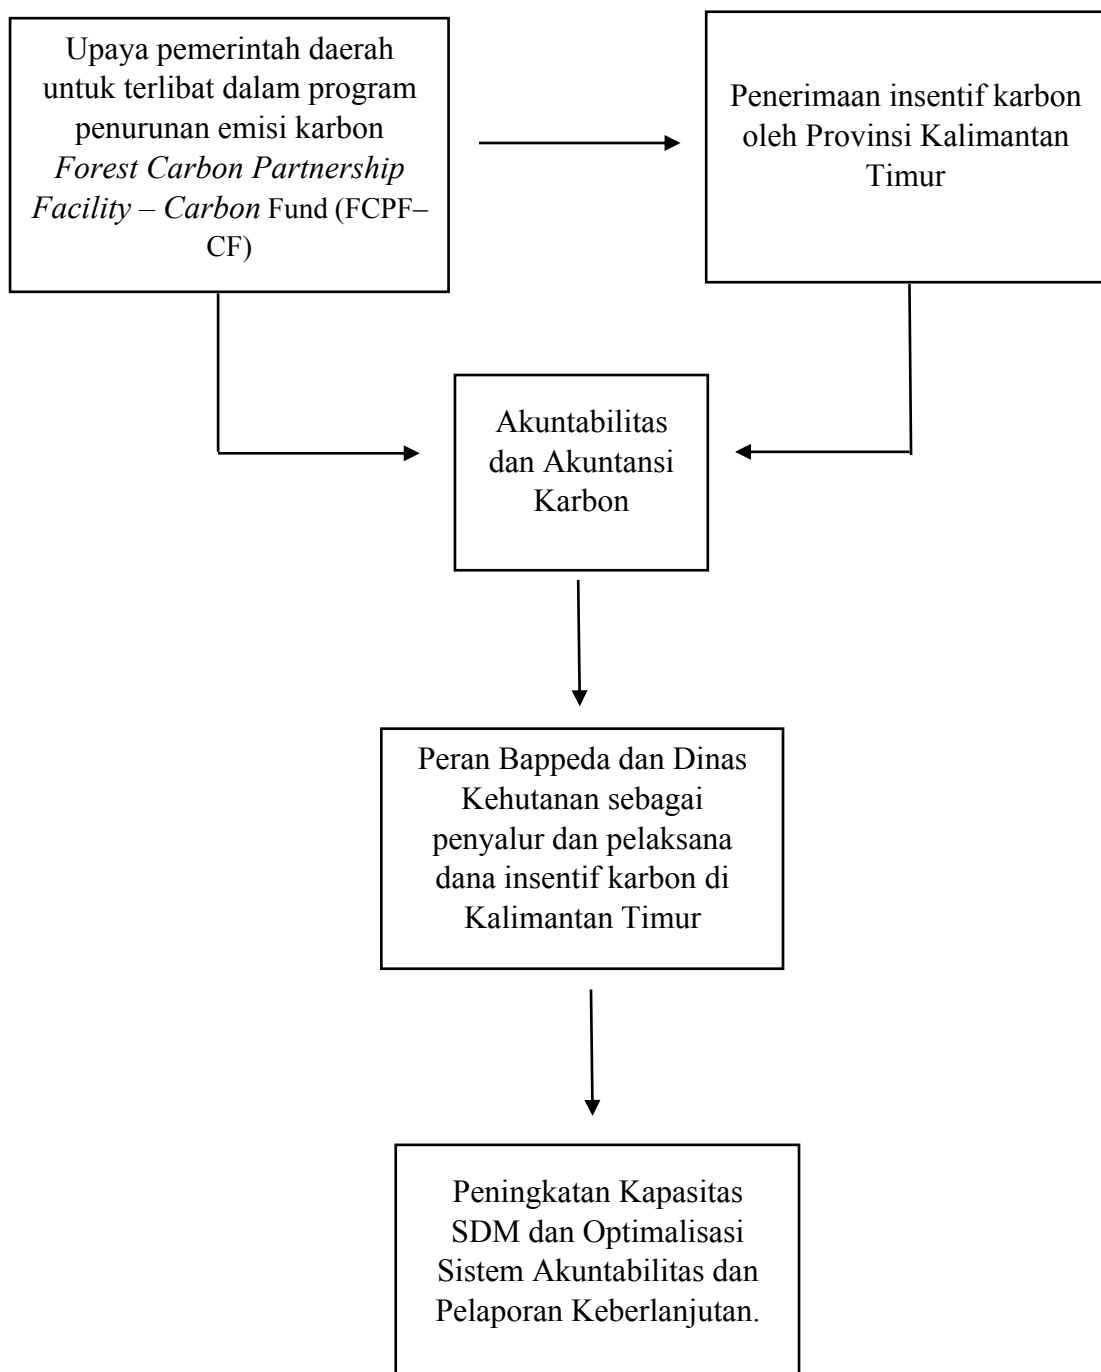 Upaya pemerintah daerah
untuk terlibat dalam program
penurunan emisi karbon
Forest Carbon Partnership
Facility – Carbon Fund (FCPF–
CF)
Penerimaan insentif karbon
oleh Provinsi Kalimantan
Timur
Akuntabilitas
dan Akuntansi
Karbon
Peran Bappeda dan Dinas
Kehutanan sebagai
penyalur dan pelaksana
dana insentif karbon di
Kalimantan Timur
Peningkatan Kapasitas
SDM dan Optimalisasi
Sistem Akuntabilitas dan
Pelaporan Keberlanjutan.